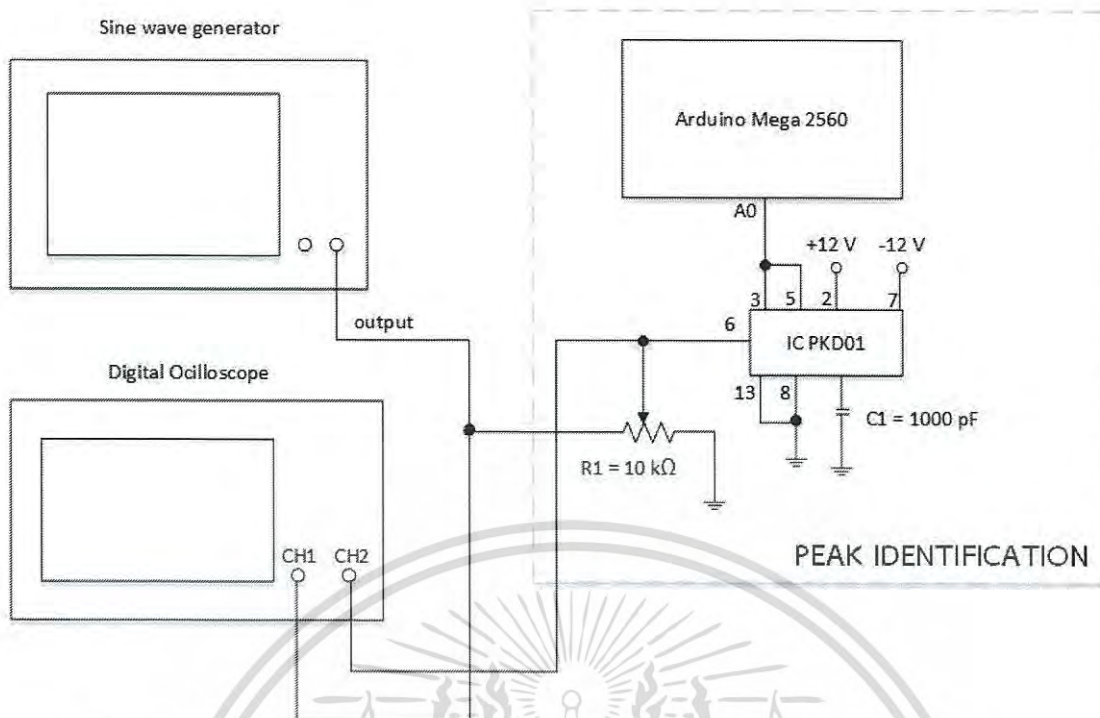 Sine wave generator
output
Digital Ocilloscope
CH1 CH2
Arduino Mega 2560
A0
+12 V -12 V
3 5 2 7
6
IC PKD01
13 8
C1 = 1000 pF
R1 = 10 kΩ
PEAK IDENTIFICATION